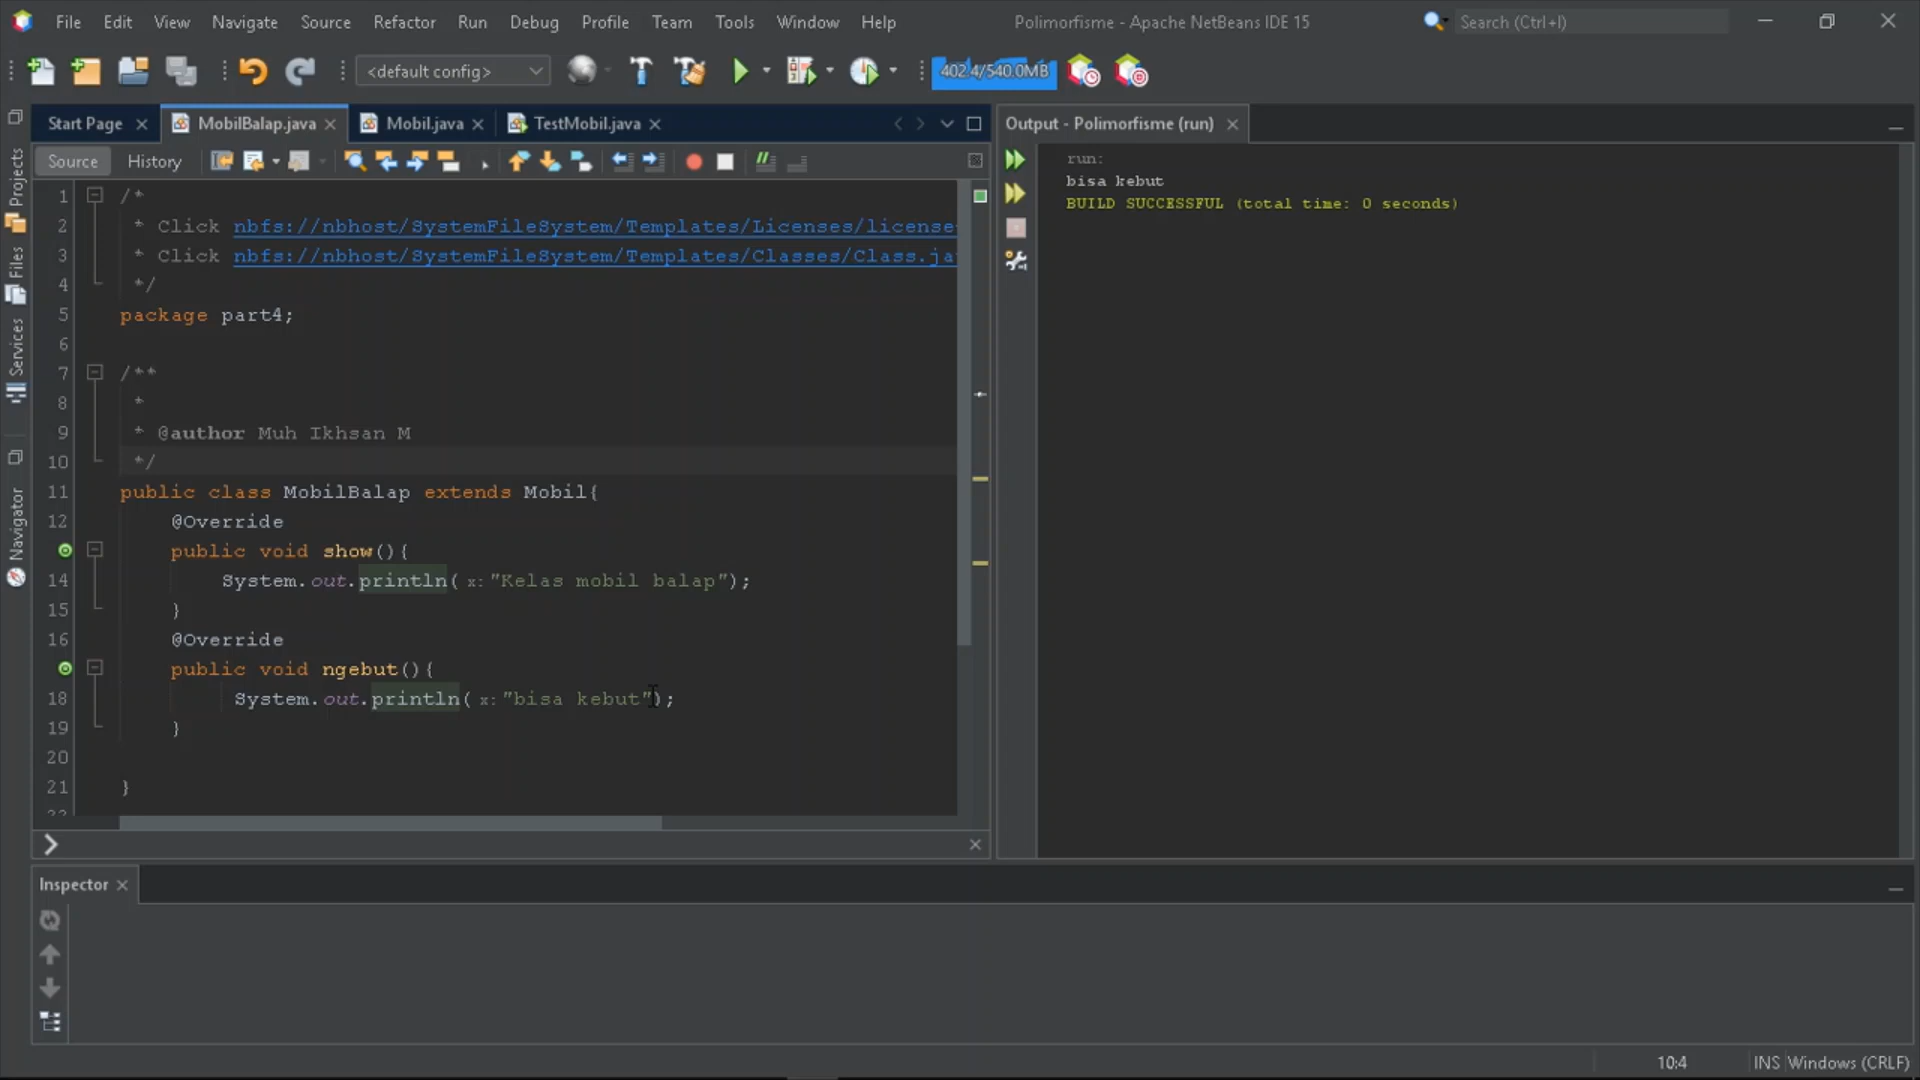 File Edit View Navigate Source Refactor Run Debug Profile Team Tools Window Help Polimorfisme - Apache NetBeans IDE 15 Search (Ctrl+I)
<default config> 402.4/540.0MB
Start Page MobilBalap.java Mobil.java TestMobil.java Output - Polimorfisme (run)
Source History
Projects
Files
Services
Navigator
1 /*
2 * Click nbfs://nbhost/SystemFileSystem/Templates/Licenses/license
3 * Click nbfs://nbhost/SystemFileSystem/Templates/Classes/Class.ja
4 */
5 package part4;
6
7 /**
8 *
9 * @author Muh Ikhsan M
10 */
11 public class MobilBalap extends Mobil{
12 @Override
public void show(){
14 System.out.println( x: "Kelas mobil balap");
15 }
16 @Override
public void ngebut(){
18 System.out.println( x: "bisa kebut");
19 }
20
21 }
run:
bisa kebut
BUILD SUCCESSFUL (total time: 0 seconds)
Inspector
10:4 INS Windows (CRLF)